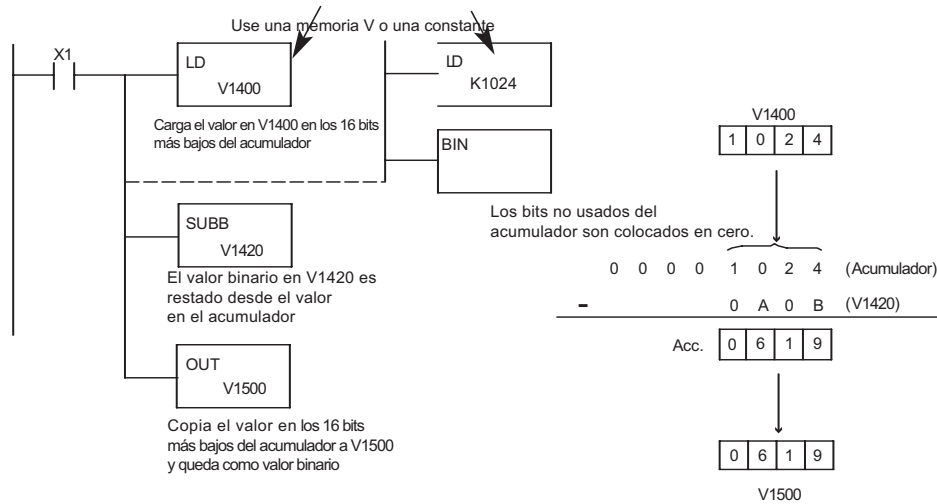 Use una memoria V o una constante
X1
LD
V1400
Carga el valor en V1400 en los 16 bits
más bajos del acumulador
LD
K1024
BIN
SUBB
V1420
El valor binario en V1420 es
restado desde el valor
en el acumulador
OUT
V1500
Copia el valor en los 16 bits
más bajos del acumulador a V1500
y queda como valor binario
V1400
1 0 2 4
Los bits no usados del
acumulador son colocados en cero.
0 0 0 0 1 0 2 4 (Acumulador)
- 0 A 0 B (V1420)
Acc. 0 6 1 9
0 6 1 9
V1500